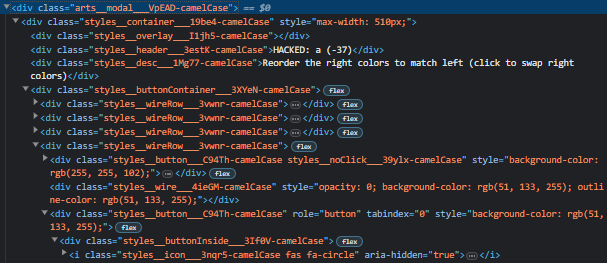 <div class="arts__modal___VpEAD-camelCase"> == $0
<div class="styles__container___19be4-camelCase" style="max-width: 510px;">
<div class="styles__overlay___I1jh5-camelCase"></div>
<div class="styles__header___3estK-camelCase">HACKED: a (-37)</div>
<div class="styles__desc___1Mg77-camelCase">Reorder the right colors to match left (click to swap right
colors)</div>
<div class="styles__buttonContainer___3XYeN-camelCase"> flex
<div class="styles__wireRow___3vwnr-camelCase"> … </div> flex
<div class="styles__wireRow___3vwnr-camelCase"> … </div> flex
<div class="styles__wireRow___3vwnr-camelCase"> … </div> flex
<div class="styles__wireRow___3vwnr-camelCase"> flex
<div class="styles__button___C94Th-camelCase styles__noClick___39ylx-camelCase" style="background-color:
rgb(255, 255, 102);"> … </div> flex
<div class="styles__wire___4ieGM-camelCase" style="opacity: 0; background-color: rgb(51, 133, 255); outli
ne-color: rgb(51, 133, 255);"></div>
<div class="styles__button___C94Th-camelCase" role="button" tabindex="0" style="background-color: rgb(51,
133, 255);"> flex
<div class="styles__buttonInside___3If0V-camelCase"> flex
<i class="styles__icon___3nqr5-camelCase fas fa-circle" aria-hidden="true"> … </i>